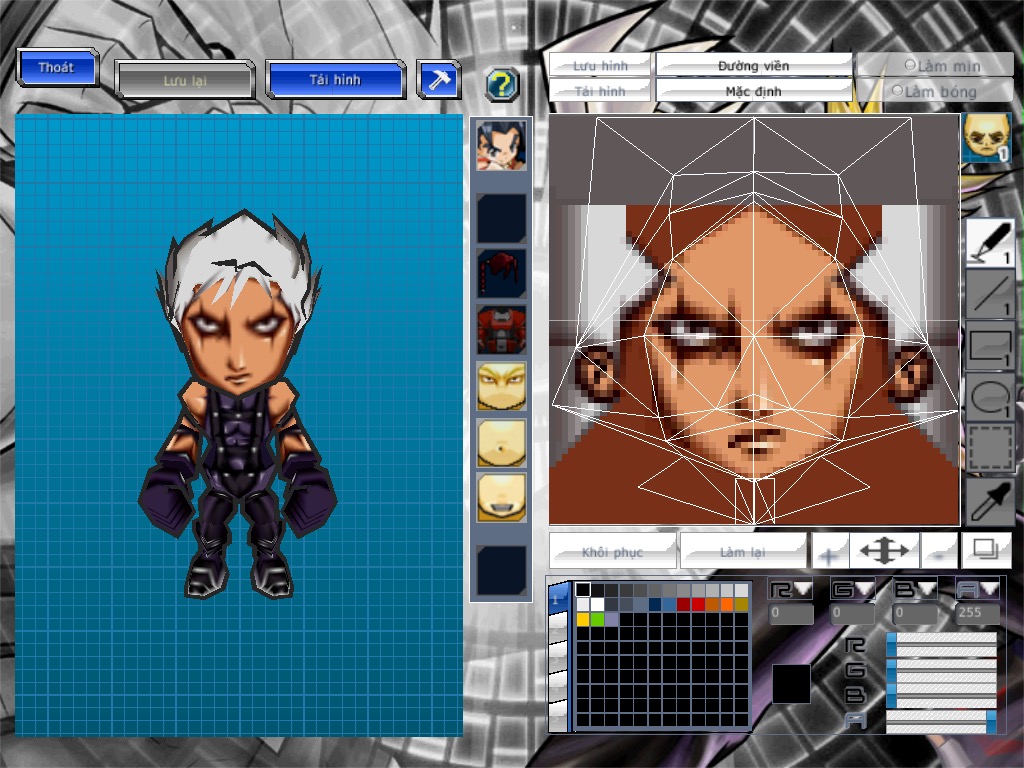 Thoát
Lưu lại
Tải hình
?
Lưu hình
Đường viền
Làm mịn
Tải hình
Mặc định
Làm bóng
1
1
1
1
Khôi phục
Làm lại
R
G
B
A
0
0
0
255
R
G
B
A